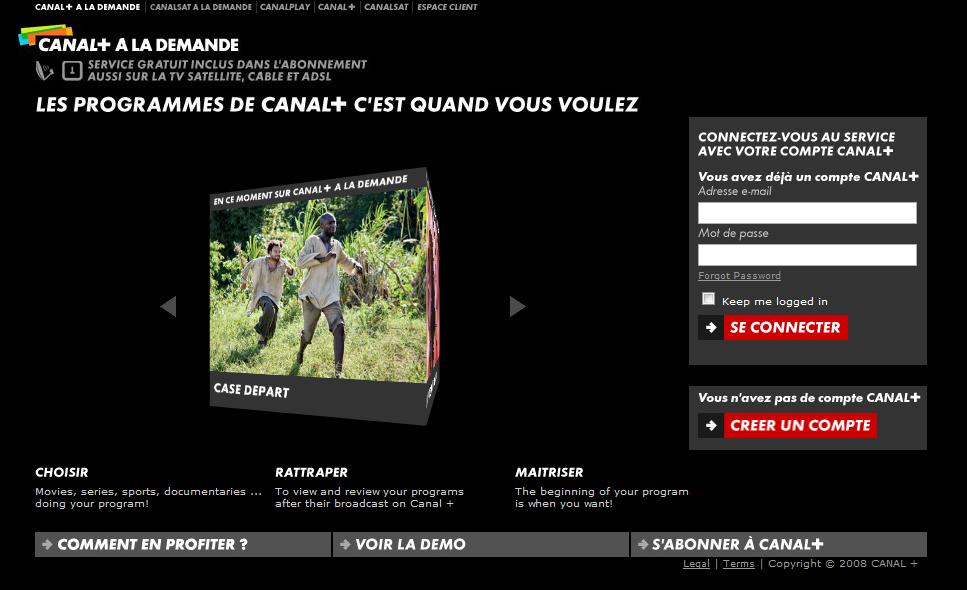 CANAL+ A LA DEMANDE | CANALSAT A LA DEMANDE | CANALPLAY | CANAL+ | CANALSAT | ESPACE CLIENT
CANAL+ A LA DEMANDE
SERVICE GRATUIT INCLUS DANS L'ABONNEMENT
AUSSI SUR LA TV SATELLITE, CABLE ET ADSL
LES PROGRAMMES DE CANAL+ C'EST QUAND VOUS VOULEZ
EN CE MOMENT SUR CANAL+ A LA DEMANDE
CASE DEPART
CONNECTEZ-VOUS AU SERVICE
AVEC VOTRE COMPTE CANAL+
Vous avez déjà un compte CANAL+
Adresse e-mail
Mot de passe
Forgot Password
Keep me logged in
SE CONNECTER
Vous n'avez pas de compte CANAL+
CREER UN COMPTE
CHOISIR
Movies, series, sports, documentaries ...
doing your program!
RATTRAPER
To view and review your programs
after their broadcast on Canal +
MAITRISER
The beginning of your program
is when you want!
COMMENT EN PROFITER ?
VOIR LA DEMO
S'ABONNER À CANAL+
Legal | Terms | Copyright © 2008 CANAL +